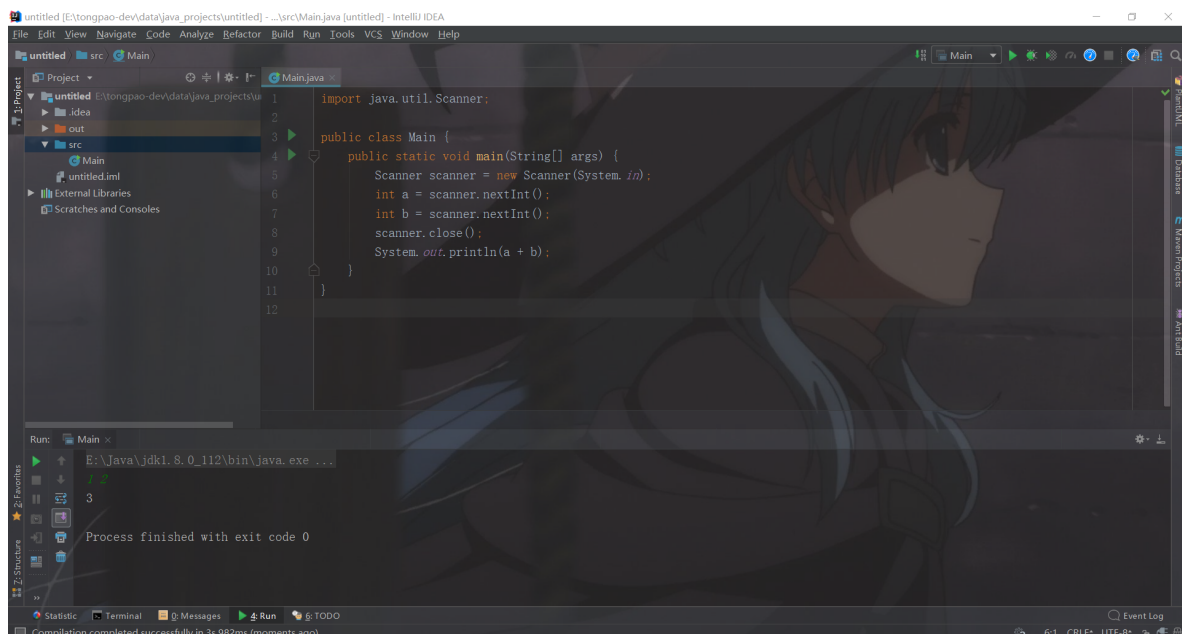 untitled [E:\tongpao-dev\data\java_projects\untitled] - ...\src\Main.java [untitled] - IntelliJ IDEA
File Edit View Navigate Code Analyze Refactor Build Run Tools VCS Window Help
untitled src Main
Main
Project
Main.java
1: Project
untitled E:\tongpao-dev\data\java_projects\u
.idea
out
src
Main
untitled.iml
External Libraries
Scratches and Consoles
1 import java.util.Scanner;
2
3 public class Main {
4 public static void main(String[] args) {
5 Scanner scanner = new Scanner(System.in);
6 int a = scanner.nextInt();
7 int b = scanner.nextInt();
8 scanner.close();
9 System.out.println(a + b);
10 }
11 }
12
PlantUML
Database
Maven Projects
Ant Build
Run: Main
E:\Java\jdk1.8.0_112\bin\java.exe ...
1 2
3
Process finished with exit code 0
2: Favorites
Z: Structure
Statistic Terminal 0: Messages 4: Run 6: TODO Event Log
Compilation completed successfully in 3s 982ms (moments ago) 6:1 CRLF: UTF-8: